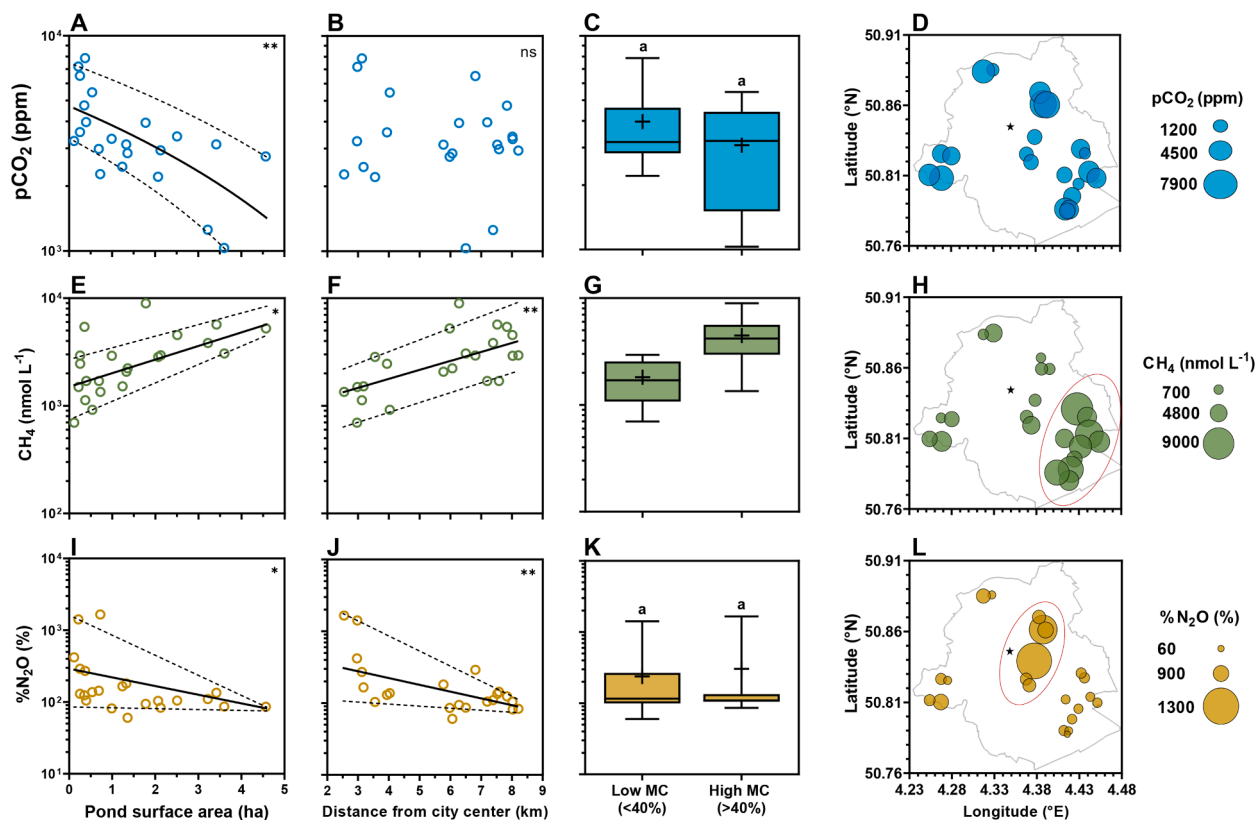 A
B
C
D
10⁴
10³
pCO₂ (ppm)
**
ns
a
a
50.91
50.86
50.81
50.76
Latitude (°N)
pCO₂ (ppm)
1200
4500
7900
E
F
G
H
10⁴
10³
10²
CH₄ (nmol L⁻¹)
*
**
50.91
50.86
50.81
50.76
Latitude (°N)
CH₄ (nmol L⁻¹)
700
4800
9000
I
J
K
L
10⁴
10³
10²
10¹
%N₂O (%)
*
**
a
a
50.91
50.86
50.81
50.76
Latitude (°N)
%N₂O (%)
60
900
1300
0 1 2 3 4 5
Pond surface area (ha)
2 3 4 5 6 7 8 9
Distance from city center (km)
Low MC
(<40%)
High MC
(>40%)
4.23 4.28 4.33 4.38 4.43 4.48
Longitude (°E)